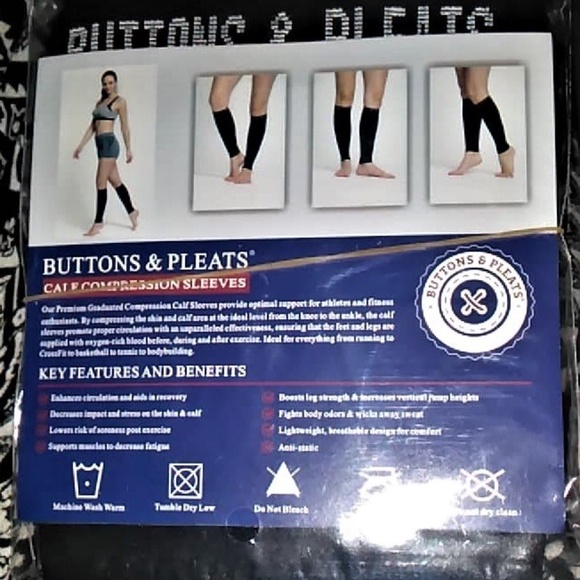 BUTTONS & PLEATS
BUTTONS & PLEATS®
CALF COMPRESSION SLEEVES
Our Premium Graduated Compression Calf Sleeves provide optimal support for athletes and fitness
enthusiasts. By compressing the shin and calf area at the ideal level from the knee to the ankle, the calf
sleeves promote proper circulation with an unparalleled effectiveness, ensuring that the feet and legs are
supplied with oxygen-rich blood before, during and after exercise. Ideal for everything from running to
CrossFit to basketball to tennis to bodybuilding.
BUTTONS & PLEATS
KEY FEATURES AND BENEFITS
Enhances circulation and aids in recovery
Decreases impact and stress on the shin & calf
Lowers risk of soreness post exercise
Supports muscles to decrease fatigue
Boosts leg strength & increases vertical jump heights
Fights body odors & wicks away sweat
Lightweight, breathable design for comfort
Anti-static
Machine Wash Warm
Tumble Dry Low
Do Not Bleach
not dry clean